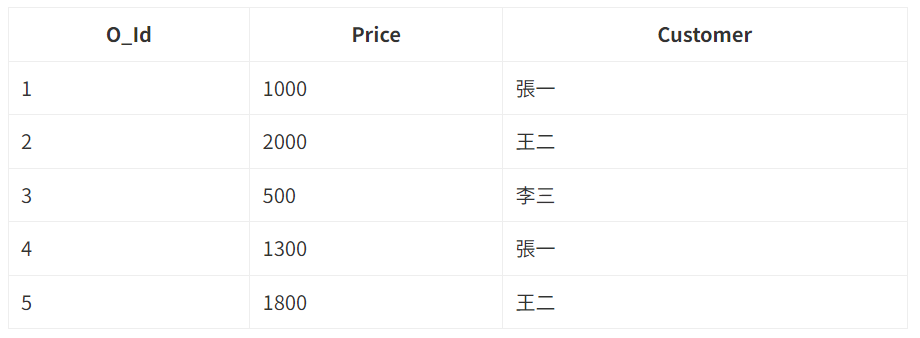 O_Id Price Customer
1 1000 張一
2 2000 王二
3 500 李三
4 1300 張一
5 1800 王二